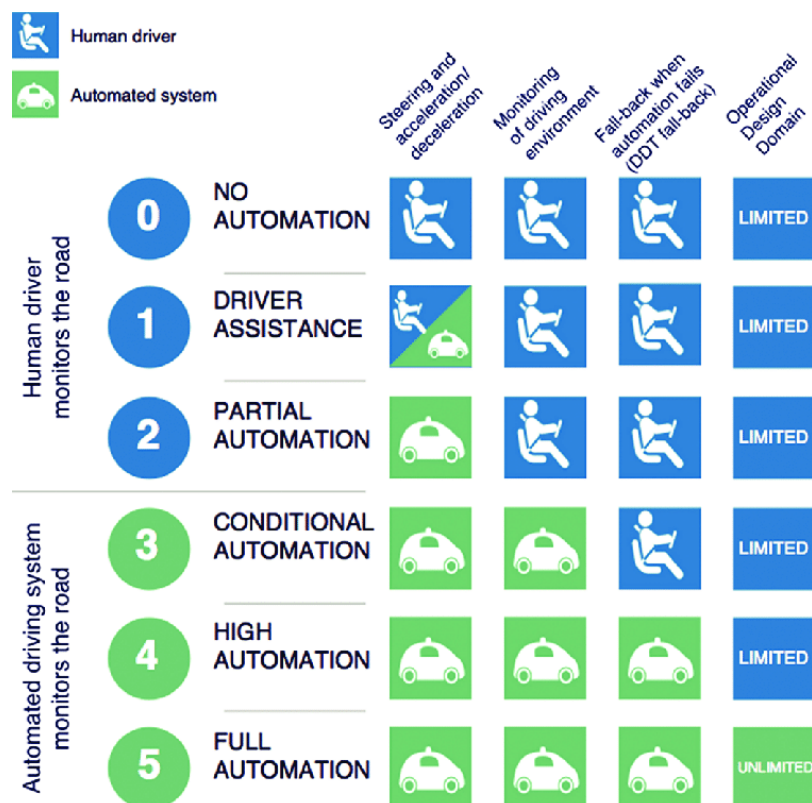 Human driver
Automated system
Steering and
acceleration/
deceleration
Monitoring
of driving
environment
Fall-back when
automation fails
(DDT fall-back)
Operational
Design
Domain
Human driver
monitors the road
0
NO
AUTOMATION
LIMITED
1
DRIVER
ASSISTANCE
LIMITED
2
PARTIAL
AUTOMATION
LIMITED
Automated driving system
monitors the road
3
CONDITIONAL
AUTOMATION
LIMITED
4
HIGH
AUTOMATION
LIMITED
5
FULL
AUTOMATION
UNLIMITED